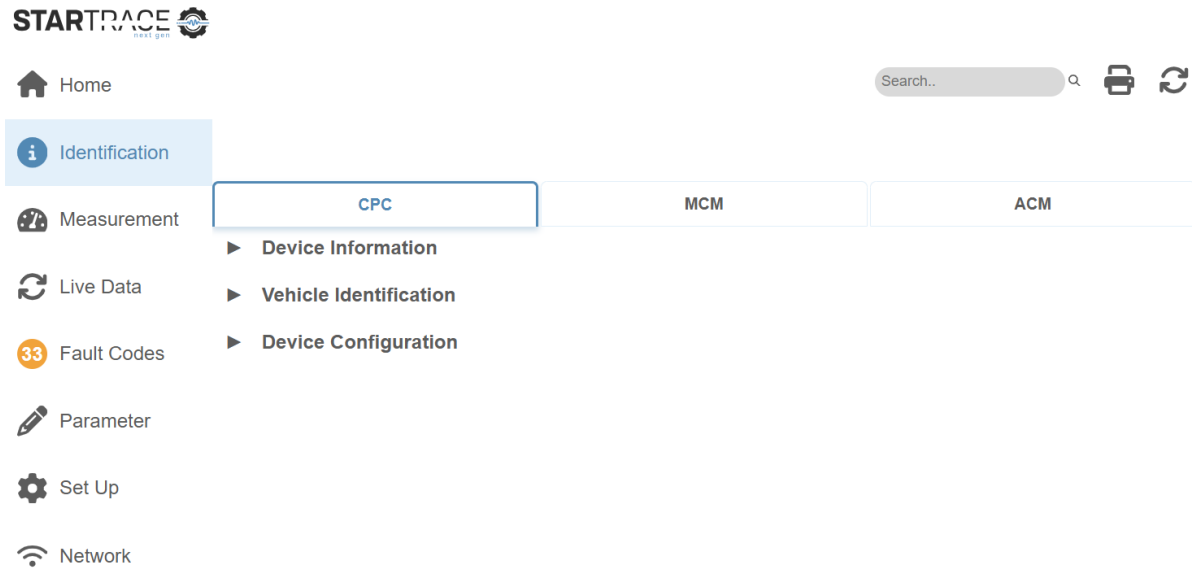 STARTRACE
next gen
Home
Search..
Identification
CPC
MCM
ACM
Measurement
Device Information
Vehicle Identification
Live Data
Device Configuration
33
Fault Codes
Parameter
Set Up
Network